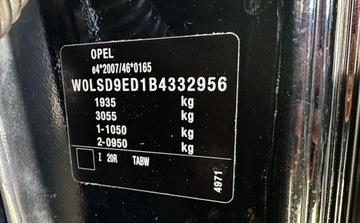 OPEL
e4*2007/46*0165
W0LSD9ED1B4332956
1935 kg
3055 kg
1-1050 kg
2-0950 kg
Z 20R TABW
4971